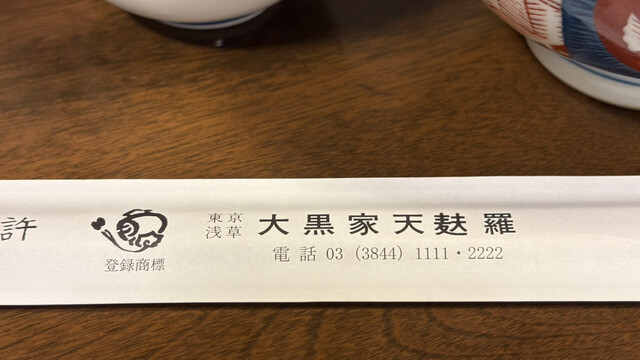 許
登録商標
東京
浅草
大黒家天麸羅
電話 03 (3844) 1111・2222